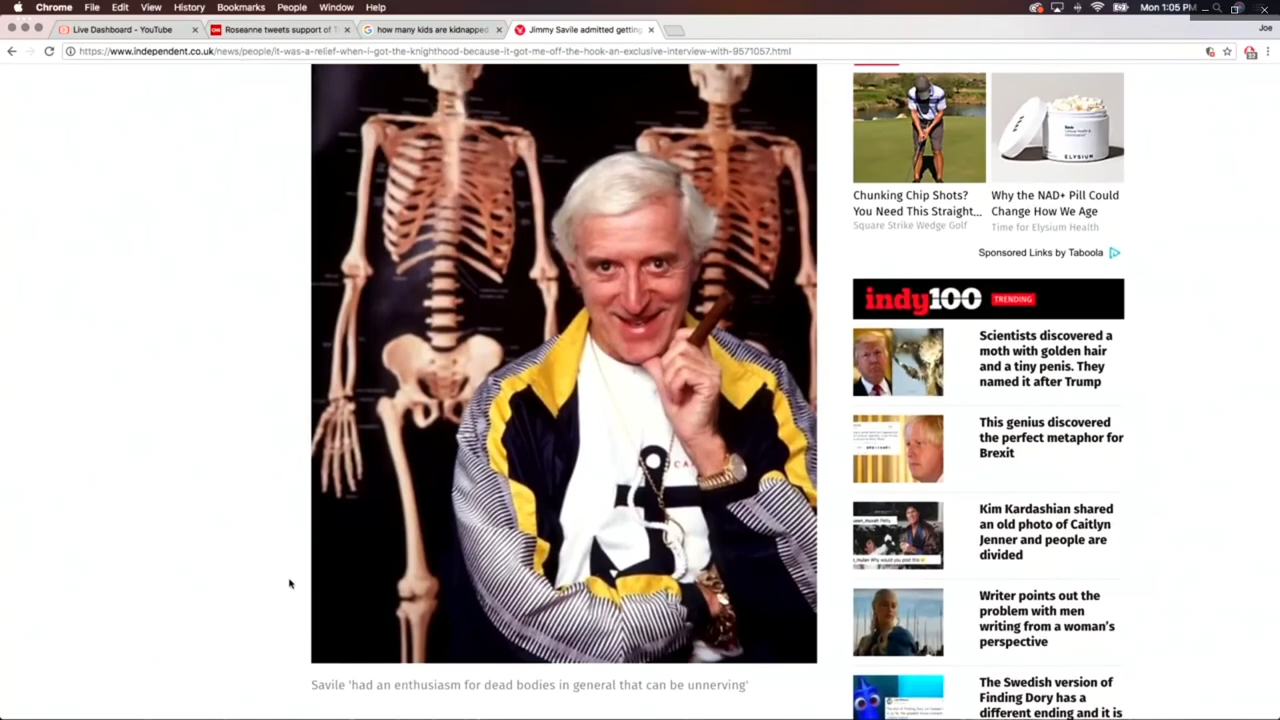 Chrome File Edit View History Bookmarks People Window Help
Mon 1:05 PM
Live Dashboard - YouTube
Roseanne tweets support of T
how many kids are kidnapped
Jimmy Savile admitted getting
Joe
https://www.independent.co.uk/news/people/it-was-a-relief-when-i-got-the-knighthood-because-it-got-me-off-the-hook-an-exclusive-interview-with-9571057.html
ELYSIUM
Chunking Chip Shots?
You Need This Straight...
Square Strike Wedge Golf
Why the NAD+ Pill Could
Change How We Age
Time for Elysium Health
Sponsored Links by Taboola
indy100 TRENDING
Scientists discovered a
moth with golden hair
and a tiny penis. They
named it after Trump
This genius discovered
the perfect metaphor for
Brexit
Kim Kardashian shared
an old photo of Caitlyn
Jenner and people are
divided
Writer points out the
problem with men
writing from a woman's
perspective
The Swedish version of
Finding Dory has a
different ending and it is
Savile 'had an enthusiasm for dead bodies in general that can be unnerving'